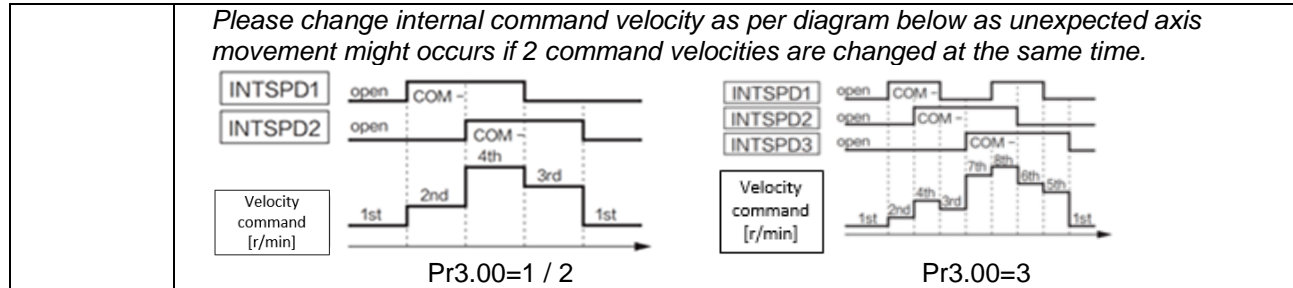 Please change internal command velocity as per diagram below as unexpected axis
movement might occurs if 2 command velocities are changed at the same time.
INTSPD1
open
COM -
INTSPD2
open
COM -
4th
3rd
2nd
1st
1st
Velocity
command
[r/min]
Pr3.00=1 / 2
INTSPD1
open
COM -
INTSPD2
open
COM -
INTSPD3
open
COM -
7th
8th
6th
5th
4th
3rd
2nd
1st
1st
Velocity
command
[r/min]
Pr3.00=3